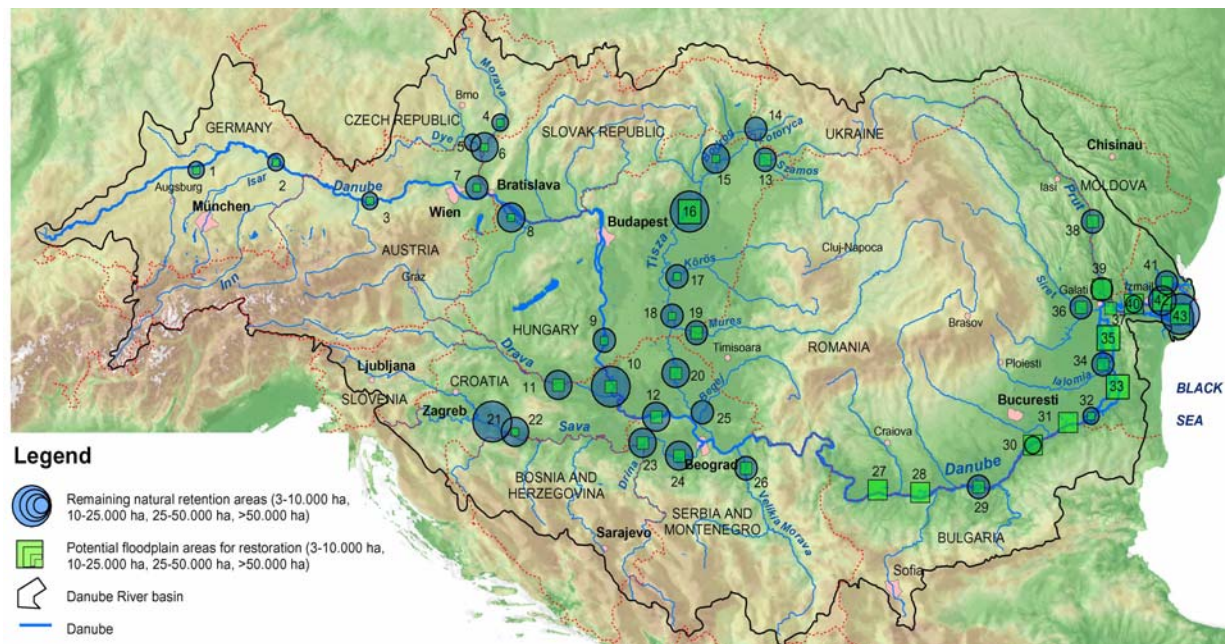 Morava
Brno
4
14
GERMANY
CZECH REPUBLIC
SLOVAK REPUBLIC
UKRAINE
Dye
5
6
Bodrog
Latoryca
Chisinau
1
2
Isar
7
15
13
Szamos
Iasi
MOLDOVA
Augsburg
Danube
Bratislava
Prut
München
3
Wien
8
Budapest
16
38
AUSTRIA
Tisza
Cluj-Napoca
Inn
Graz
Körös
17
Siret
39
41
Galati
Izmail
40
42
HUNGARY
9
18
19
Mures
36
37
43
Drava
Brasov
35
Timisoara
ROMANIA
Ljubljana
10
20
Ploiesti
34
CROATIA
11
Ialomia
SLOVENIA
12
Begej
33
BLACK
Zagreb
21
22
25
Bucuresti
32
SEA
Sava
Craiova
31
23
Beograd
30
Legend
BOSNIA AND
HERZEGOVINA
Drina
24
26
27
28
Danube
29
Velikia Morava
Remaining natural retention areas (3-10.000 ha,
10-25.000 ha, 25-50.000 ha, >50.000 ha)
SERBIA AND
MONTENEGRO
BULGARIA
Sarajevo
Potential floodplain areas for restoration (3-10.000 ha,
10-25.000 ha, 25-50.000 ha, >50.000 ha)
Sofia
Danube River basin
Danube